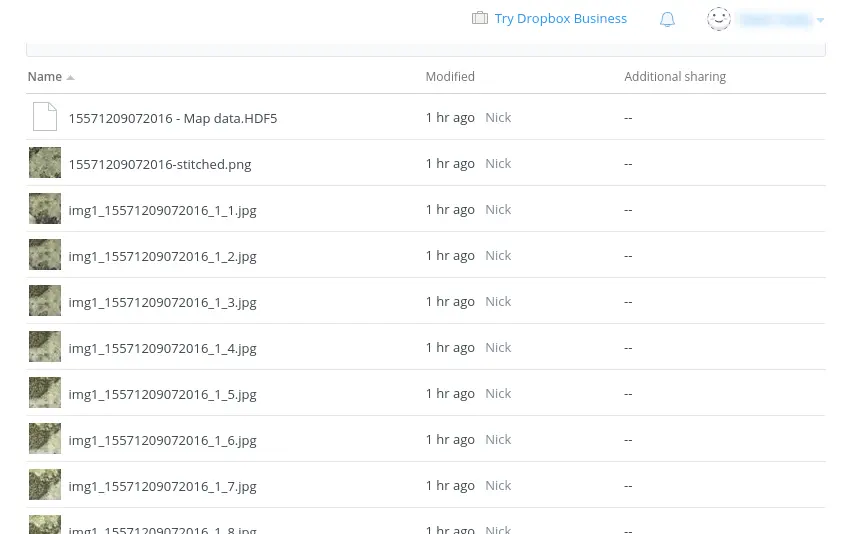 Try Dropbox Business
Name Modified Additional sharing
15571209072016 - Map data.HDF5 1 hr ago Nick --
15571209072016-stitched.png 1 hr ago Nick --
img1_15571209072016_1_1.jpg 1 hr ago Nick --
img1_15571209072016_1_2.jpg 1 hr ago Nick --
img1_15571209072016_1_3.jpg 1 hr ago Nick --
img1_15571209072016_1_4.jpg 1 hr ago Nick --
img1_15571209072016_1_5.jpg 1 hr ago Nick --
img1_15571209072016_1_6.jpg 1 hr ago Nick --
img1_15571209072016_1_7.jpg 1 hr ago Nick --
img1_15571209072016_1_8.jpg 1 hr ago Nick --